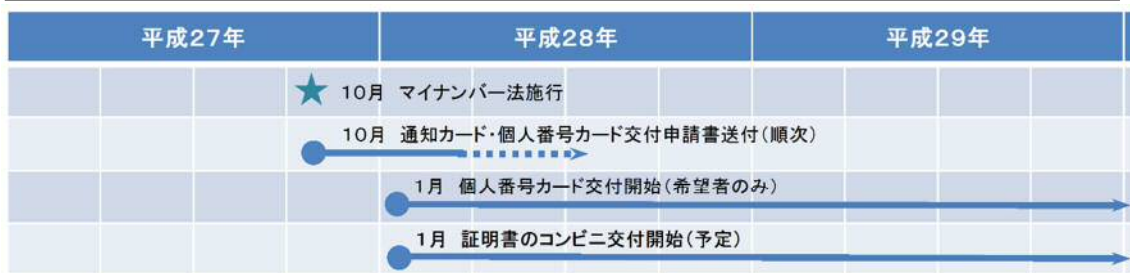 平成27年 平成28年 平成29年
10月 マイナンバー法施行
10月 通知カード・個人番号カード交付申請書送付(順次)
1月 個人番号カード交付開始(希望者のみ)
1月 証明書のコンビニ交付開始(予定)